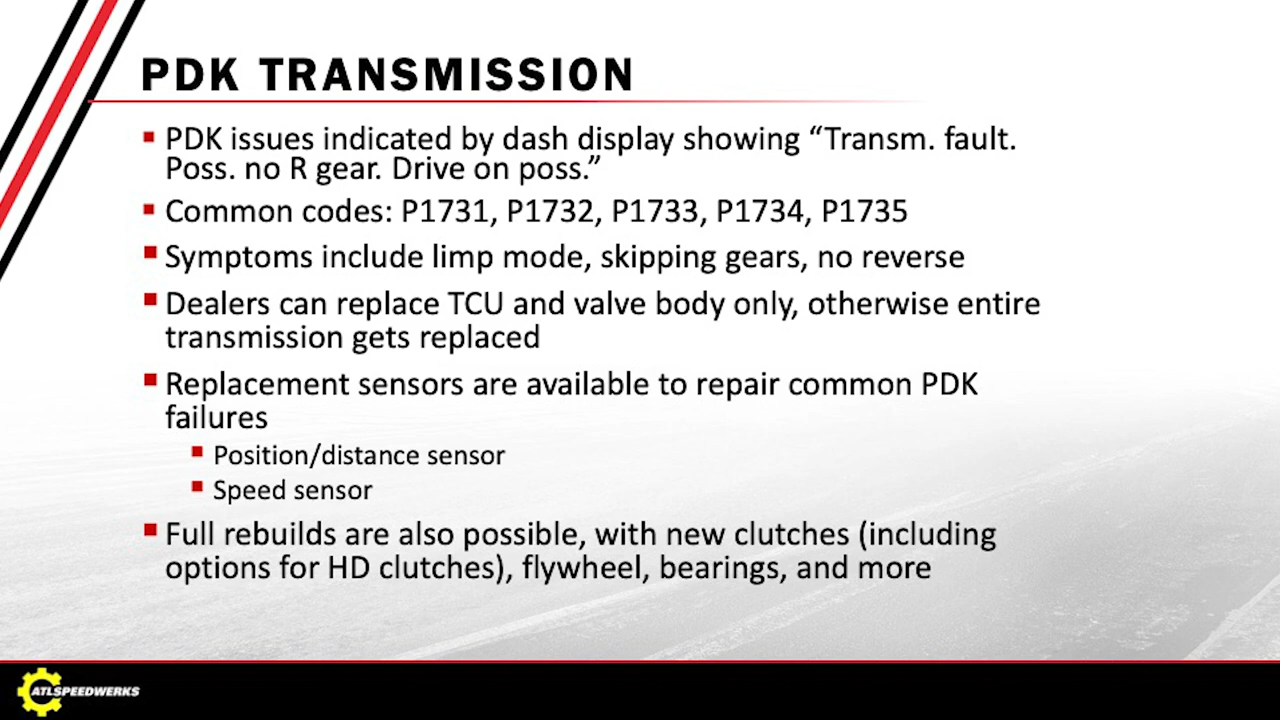 PDK TRANSMISSION
PDK issues indicated by dash display showing “Transm. fault.
Poss. no R gear. Drive on poss.”
Common codes: P1731, P1732, P1733, P1734, P1735
Symptoms include limp mode, skipping gears, no reverse
Dealers can replace TCU and valve body only, otherwise entire
transmission gets replaced
Replacement sensors are available to repair common PDK
failures
Position/distance sensor
Speed sensor
Full rebuilds are also possible, with new clutches (including
options for HD clutches), flywheel, bearings, and more
ATLSPEEDWERKS